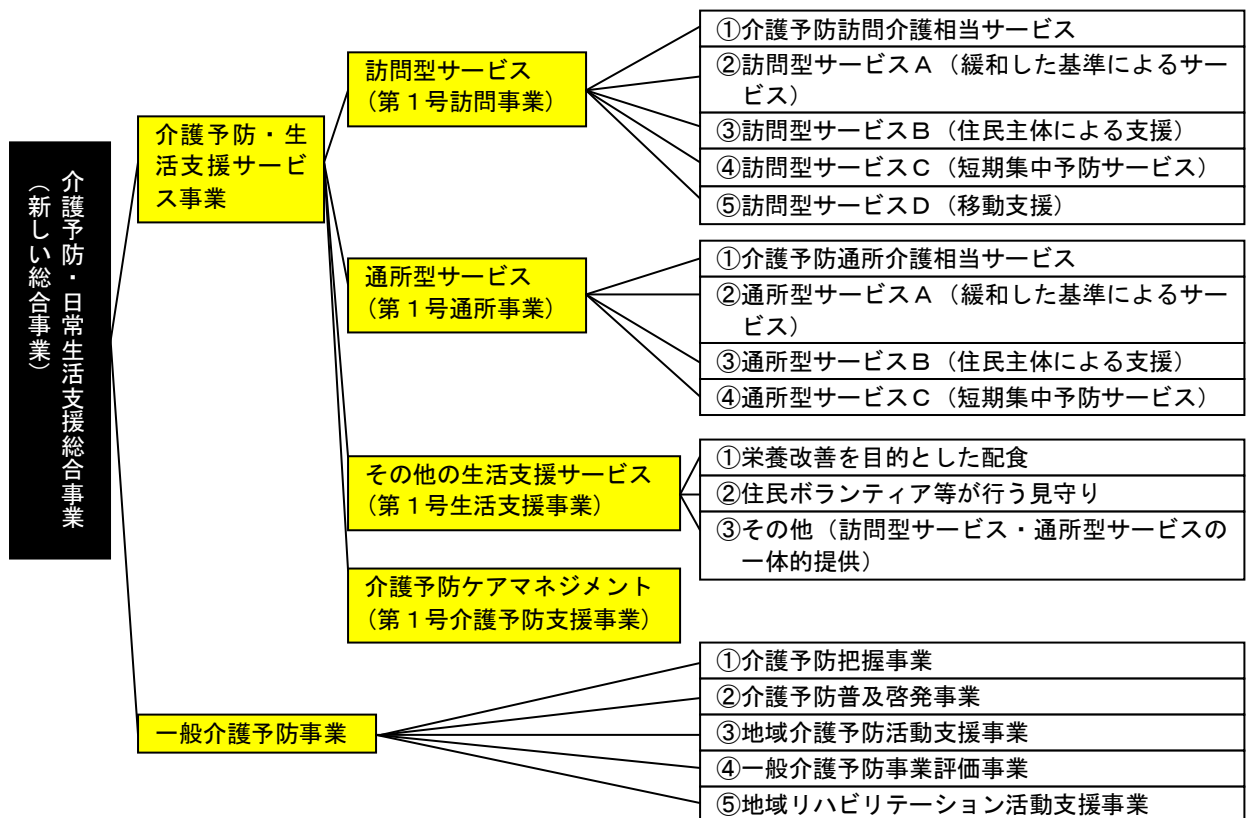 介護予防・日常生活支援総合事業
（新しい総合事業）
介護予防・生
活支援サービ
ス事業
訪問型サービス
（第１号訪問事業）
①介護予防訪問介護相当サービス
②訪問型サービスＡ（緩和した基準によるサー
ビス）
③訪問型サービスＢ（住民主体による支援）
④訪問型サービスＣ（短期集中予防サービス）
⑤訪問型サービスＤ（移動支援）
通所型サービス
（第１号通所事業）
①介護予防通所介護相当サービス
②通所型サービスＡ（緩和した基準によるサー
ビス）
③通所型サービスＢ（住民主体による支援）
④通所型サービスＣ（短期集中予防サービス）
その他の生活支援サービス
（第１号生活支援事業）
①栄養改善を目的とした配食
②住民ボランティア等が行う見守り
③その他（訪問型サービス・通所型サービスの
一体的提供）
介護予防ケアマネジメント
（第１号介護予防支援事業）
一般介護予防事業
①介護予防把握事業
②介護予防普及啓発事業
③地域介護予防活動支援事業
④一般介護予防事業評価事業
⑤地域リハビリテーション活動支援事業